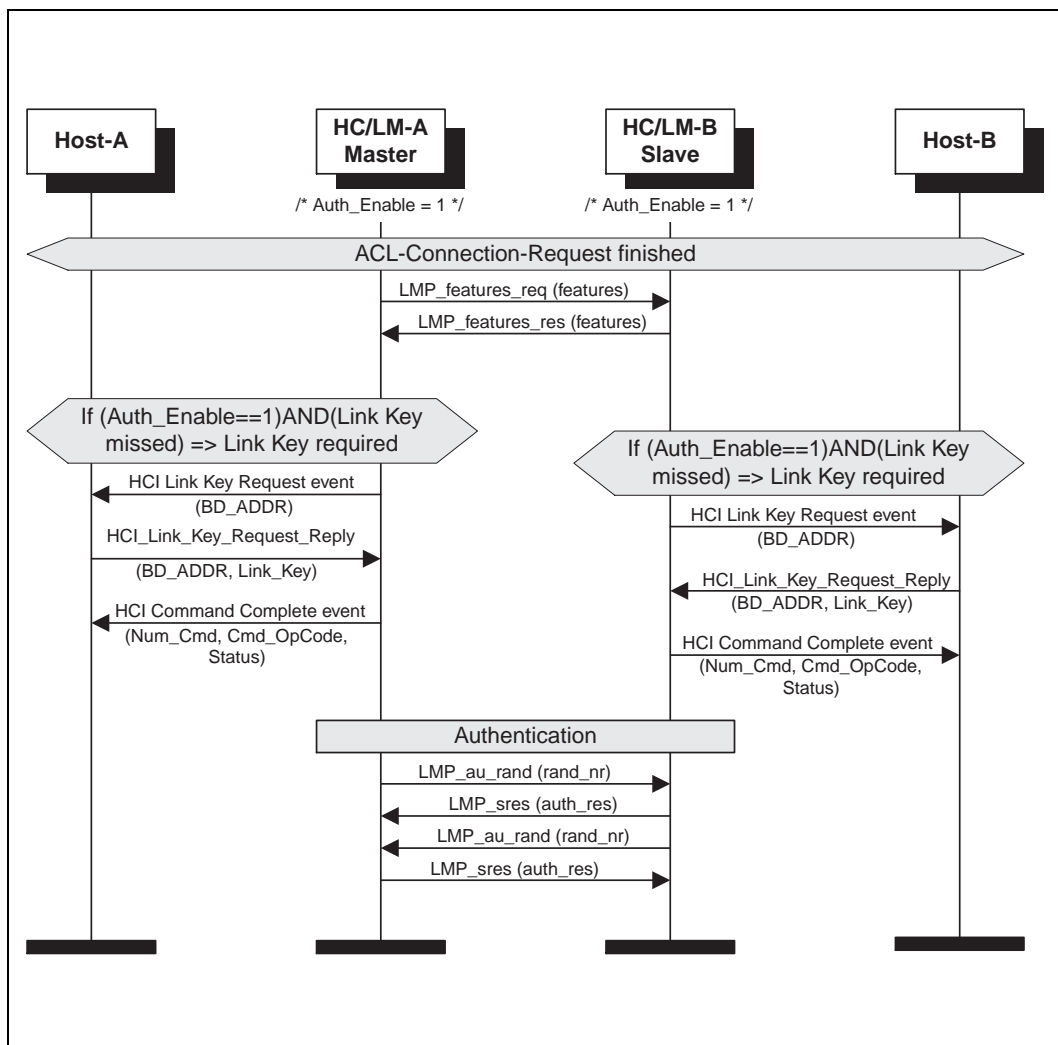 Host-A
HC/LM-A
Master
HC/LM-B
Slave
Host-B
/* Auth_Enable = 1 */
/* Auth_Enable = 1 */
ACL-Connection-Request finished
LMP_features_req (features)
LMP_features_res (features)
If (Auth_Enable==1)AND(Link Key
missed) => Link Key required
If (Auth_Enable==1)AND(Link Key
missed) => Link Key required
HCI Link Key Request event
(BD_ADDR)
HCI Link Key Request event
(BD_ADDR)
HCI_Link_Key_Request_Reply
(BD_ADDR, Link_Key)
HCI_Link_Key_Request_Reply
(BD_ADDR, Link_Key)
HCI Command Complete event
(Num_Cmd, Cmd_OpCode,
Status)
HCI Command Complete event
(Num_Cmd, Cmd_OpCode,
Status)
Authentication
LMP_au_rand (rand_nr)
LMP_sres (auth_res)
LMP_au_rand (rand_nr)
LMP_sres (auth_res)